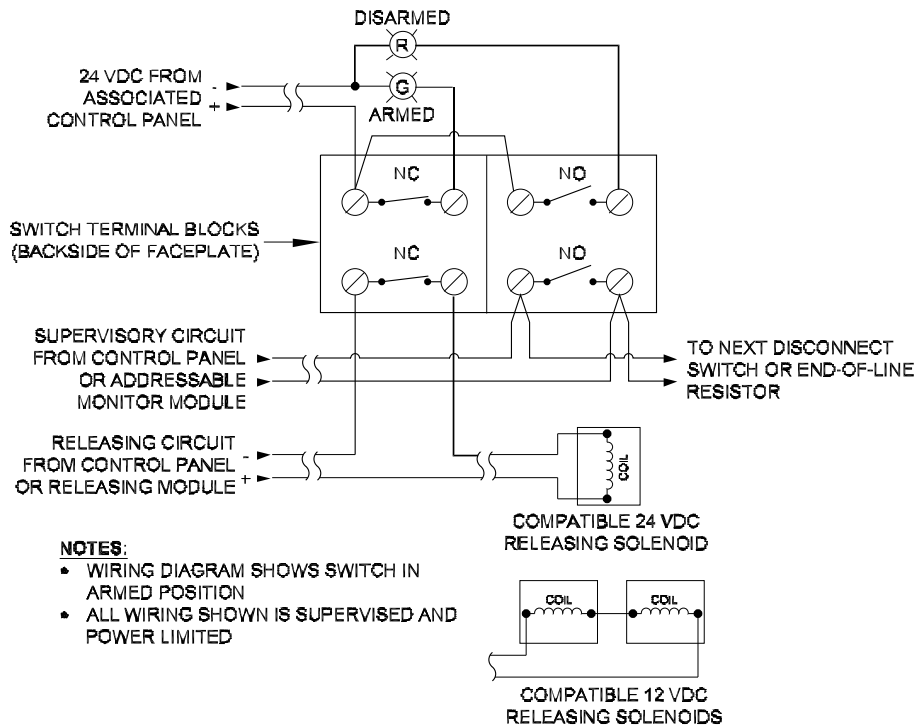 DISARMED
R
24 VDC FROM
ASSOCIATED
CONTROL PANEL
-
+
G
ARMED
NC
NO
SWITCH TERMINAL BLOCKS
(BACKSIDE OF FACEPLATE)
NC
NO
SUPERVISORY CIRCUIT
FROM CONTROL PANEL
OR ADDRESSABLE
MONITOR MODULE
TO NEXT DISCONNECT
SWITCH OR END-OF-LINE
RESISTOR
RELEASING CIRCUIT
FROM CONTROL PANEL
OR RELEASING MODULE
-
+
COIL
COMPATIBLE 24 VDC
RELEASING SOLENOID
NOTES:
• WIRING DIAGRAM SHOWS SWITCH IN
ARMED POSITION
• ALL WIRING SHOWN IS SUPERVISED AND
POWER LIMITED
COIL
COIL
COMPATIBLE 12 VDC
RELEASING SOLENOIDS